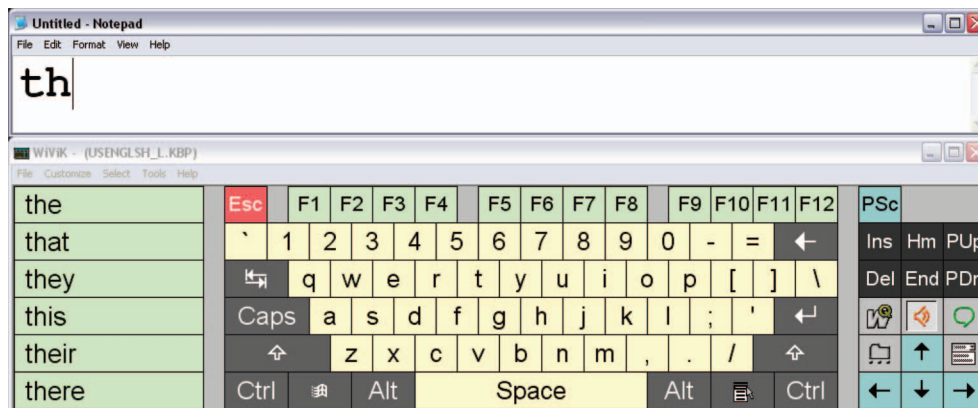 Untitled - Notepad
File Edit Format View Help
th
WiViK - (USENGLSH_L.KBP)
File Customize Select Tools Help
the Esc F1 F2 F3 F4 F5 F6 F7 F8 F9 F10 F11 F12 PSc
that ` 1 2 3 4 5 6 7 8 9 0 - = Ins Hm PUp
they q w e r t y u i o p [ ] \ Del End PDn
this Caps a s d f g h j k l ; '
their z x c v b n m , . /
there Ctrl Alt Space Alt Ctrl